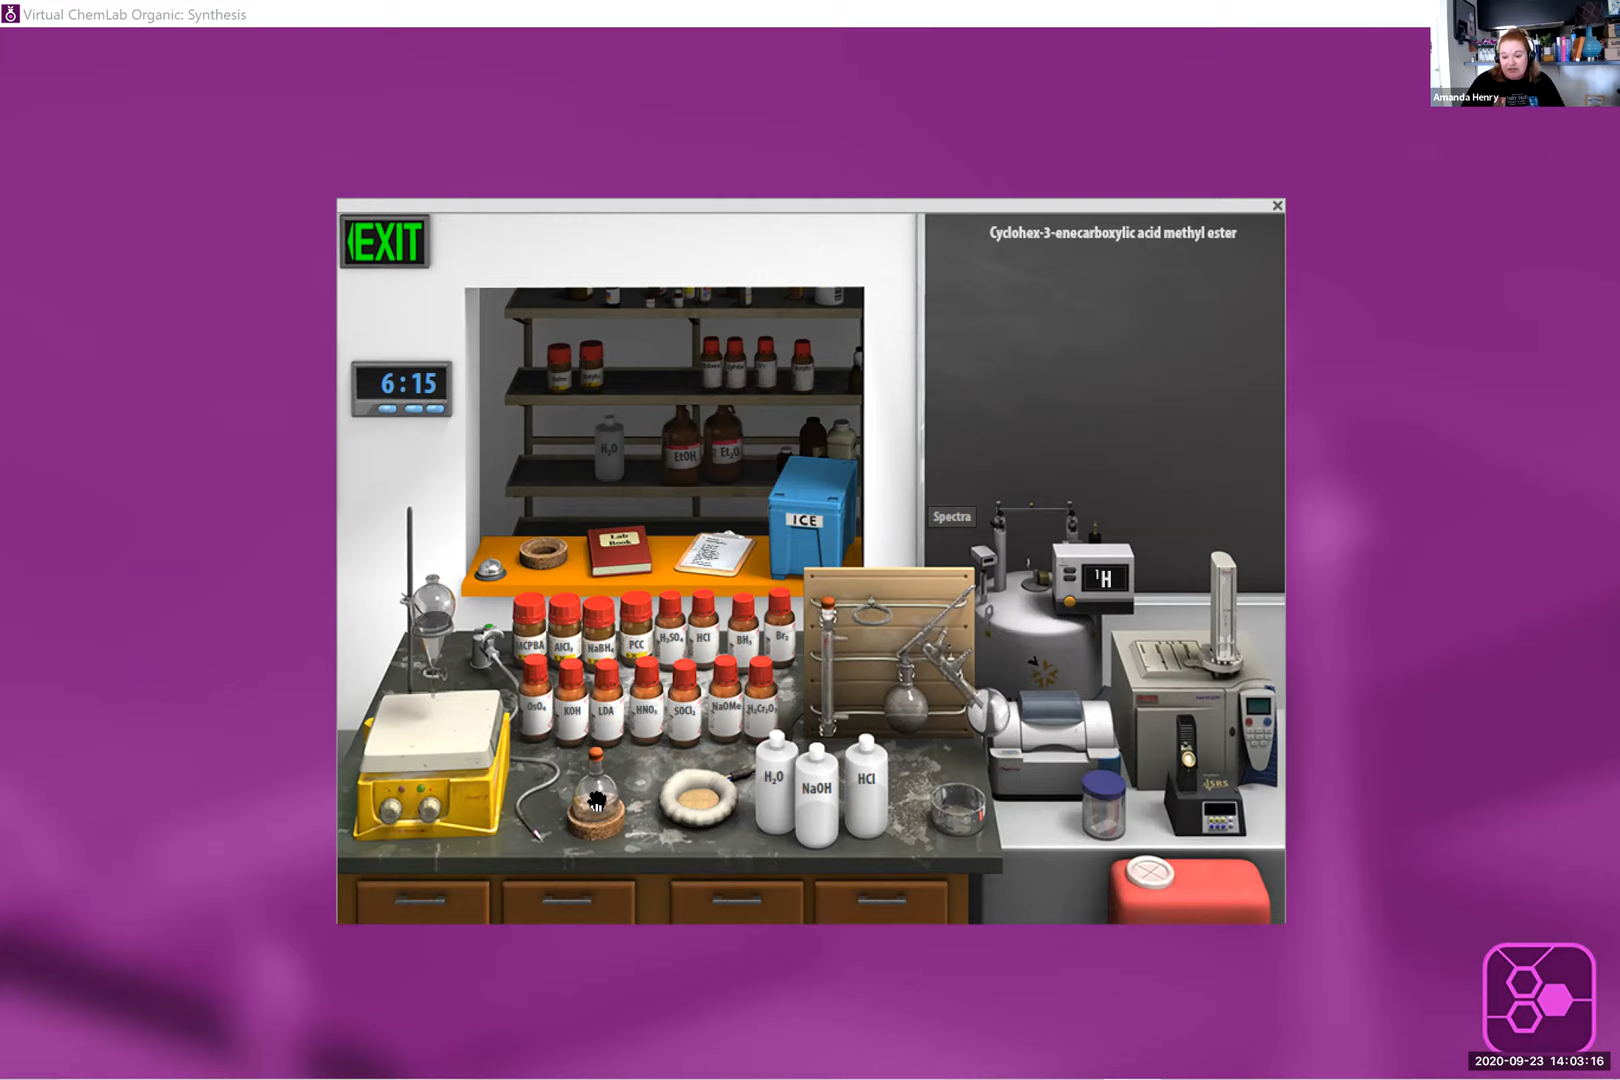 Virtual ChemLab Organic: Synthesis
Amanda Henry
EXIT
Cyclohex-3-enecarboxylic acid methyl ester
6:15
H₂O
EtOH
Et₂O
ICE
Spectra
Lab
Book
¹H
AlCl₃
NaBH₄
PCC
H₂SO₄
HCl
BH₃
Br₂
OsO₄
KOH
LDA
HNO₃
SOCl₂
NaOMe
H₂Cr₂O₇
H₂O
NaOH
HCl
2020-09-23 14:03:16